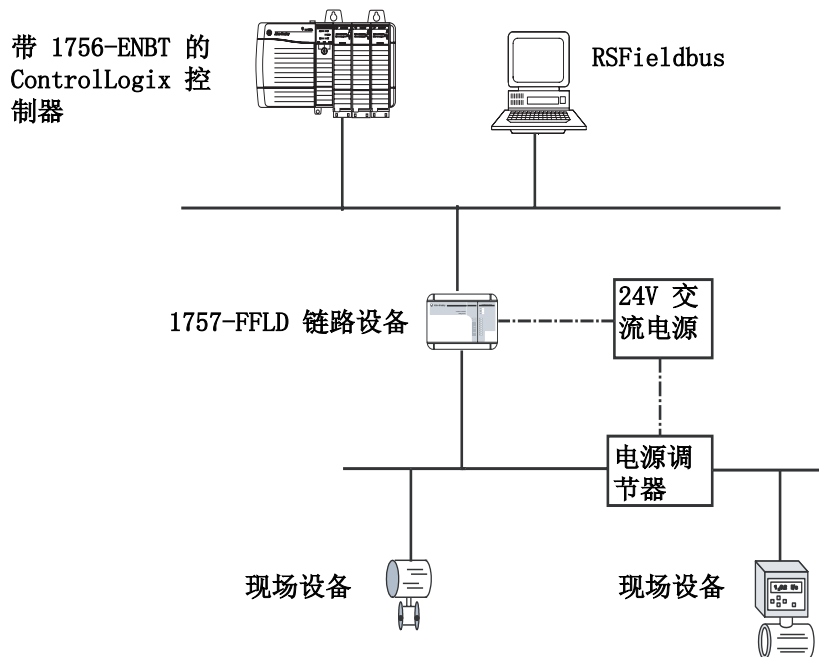 带 1756-ENBT 的
ControlLogix 控
制器
RSFieldbus
1757-FFLD 链路设备
24V 交
流电源
电源调
节器
现场设备
现场设备